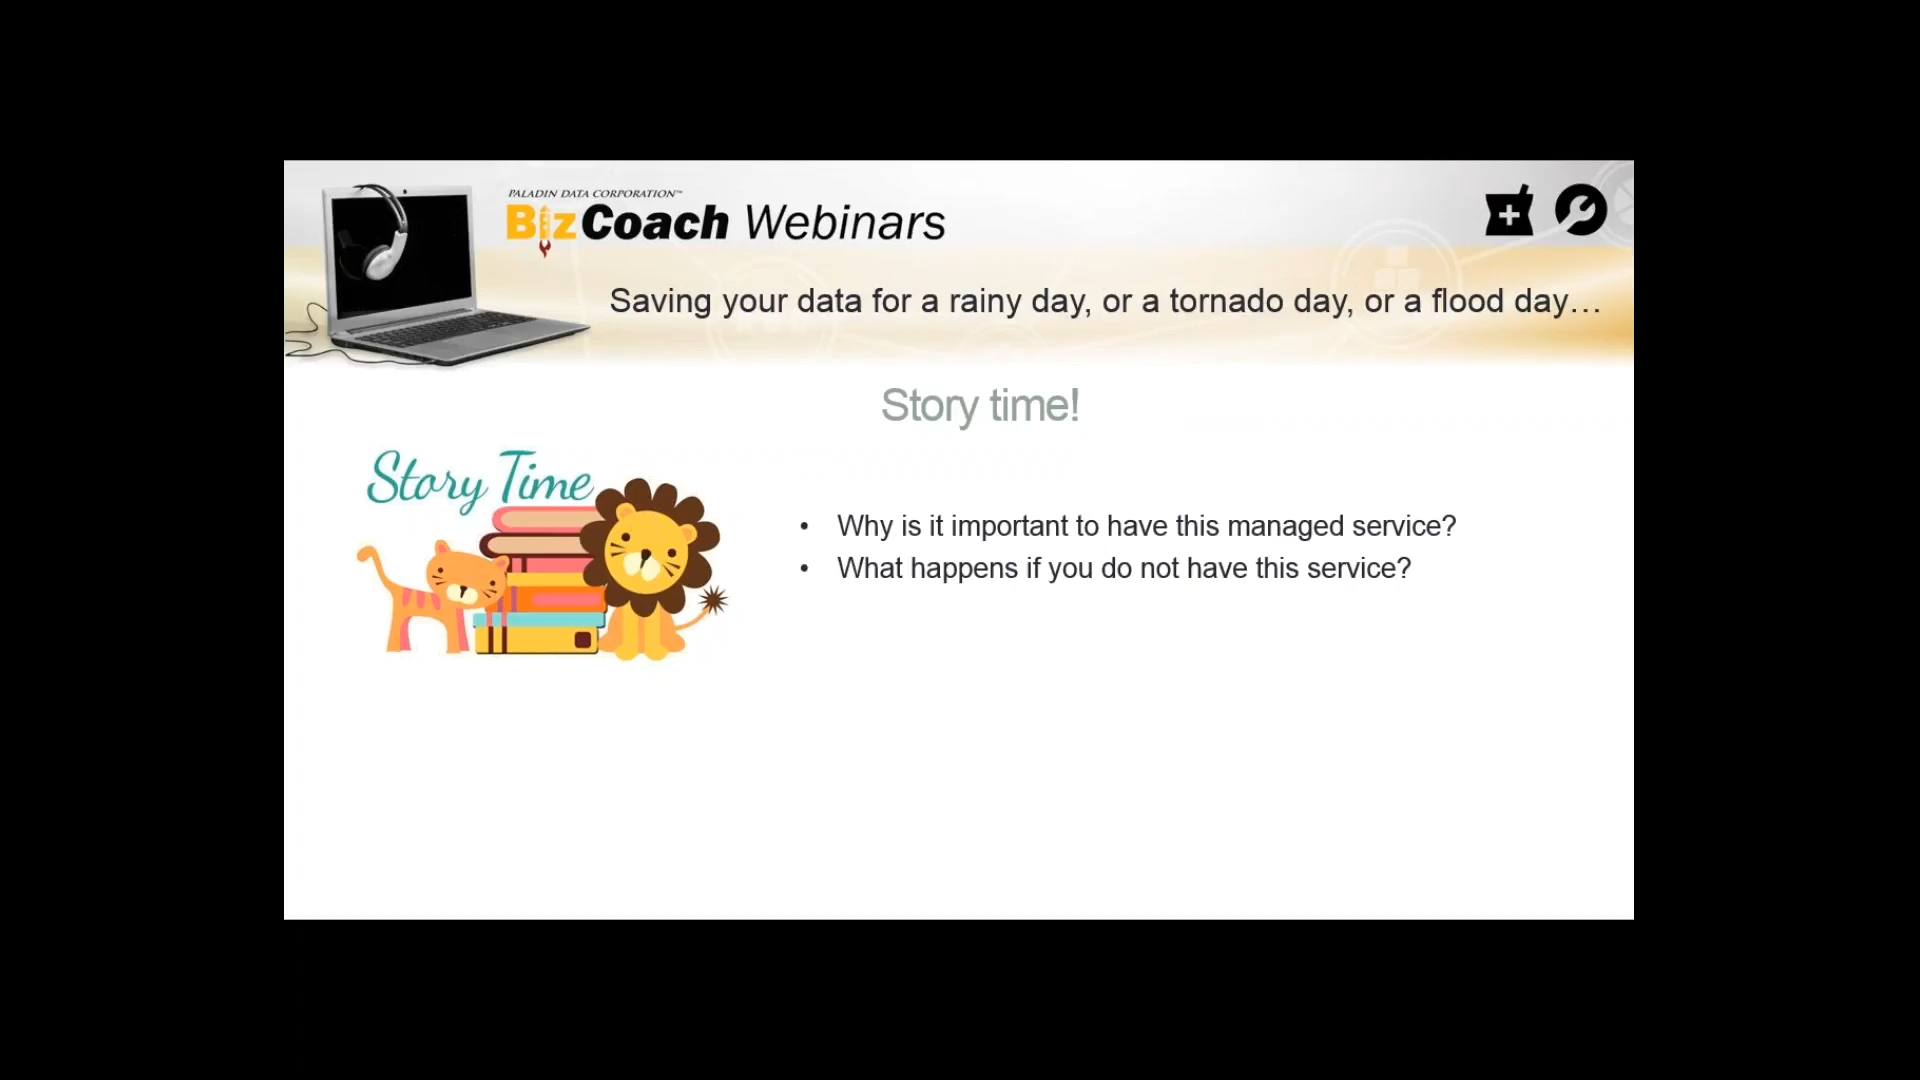 PALADIN DATA CORPORATION™
BizCoach Webinars
Saving your data for a rainy day, or a tornado day, or a flood day…
Story time!
Story Time
• Why is it important to have this managed service?
• What happens if you do not have this service?